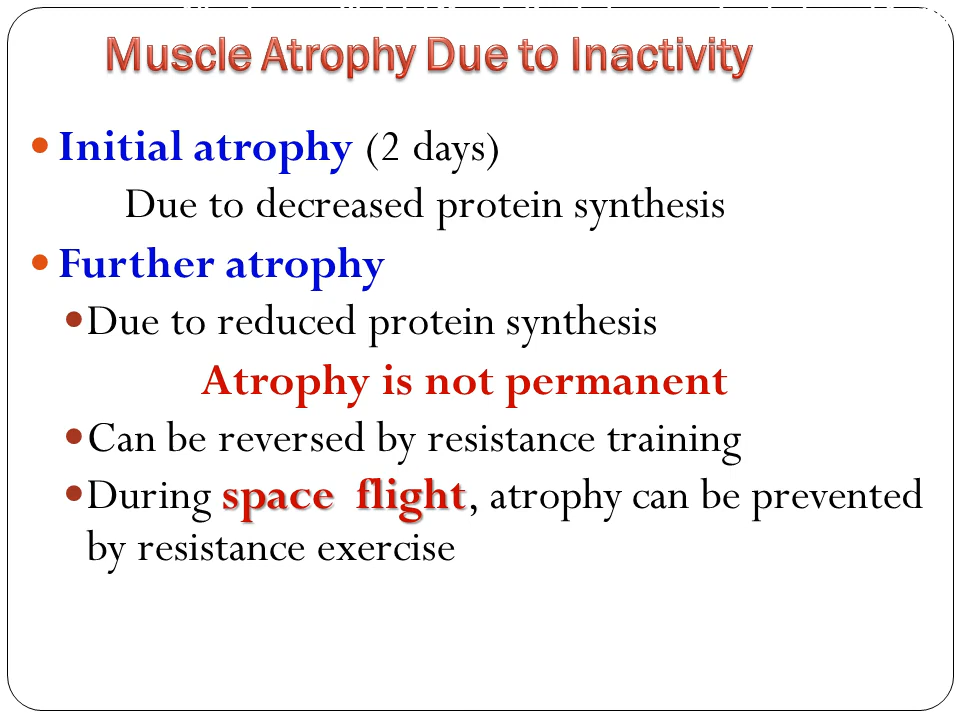 Muscle Atrophy Due to Inactivity
Initial atrophy (2 days)
Due to decreased protein synthesis
Further atrophy
Due to reduced protein synthesis
Atrophy is not permanent
Can be reversed by resistance training
During space flight, atrophy can be prevented
by resistance exercise